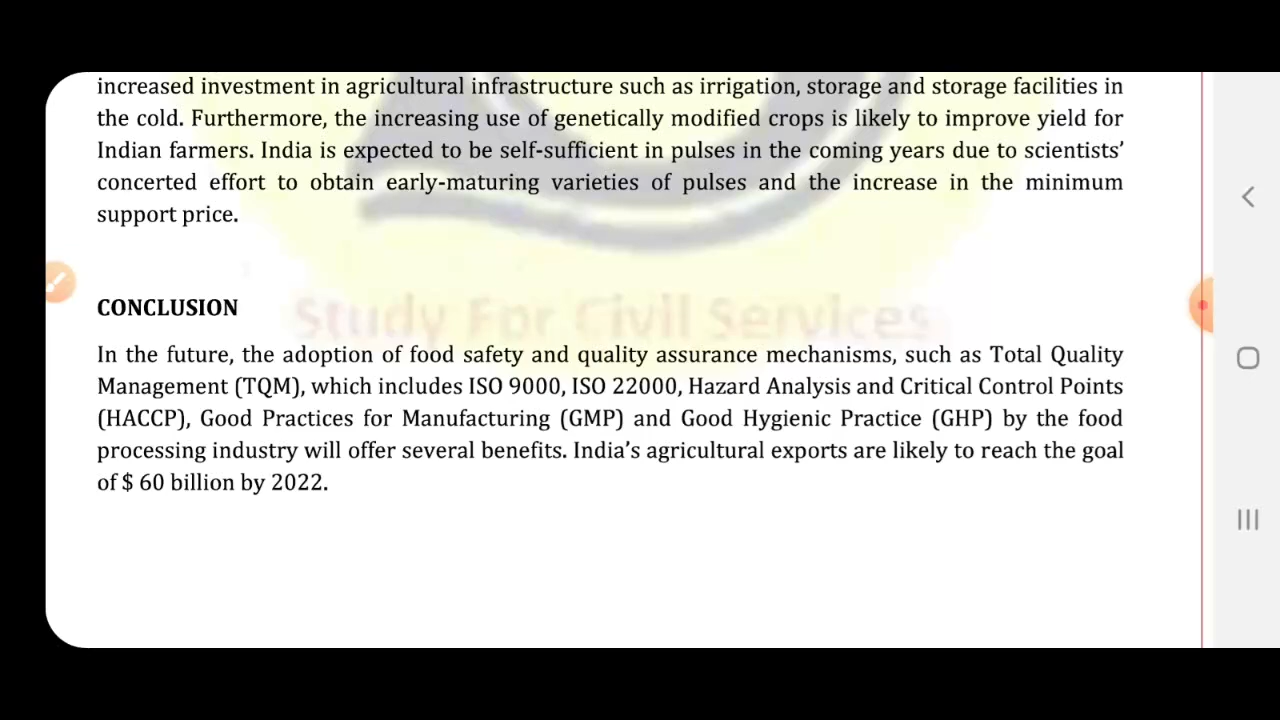 increased investment in agricultural infrastructure such as irrigation, storage and storage facilities in
the cold. Furthermore, the increasing use of genetically modified crops is likely to improve yield for
Indian farmers. India is expected to be self-sufficient in pulses in the coming years due to scientists’
concerted effort to obtain early-maturing varieties of pulses and the increase in the minimum
support price.
Study For Civil Services
CONCLUSION
In the future, the adoption of food safety and quality assurance mechanisms, such as Total Quality
Management (TQM), which includes ISO 9000, ISO 22000, Hazard Analysis and Critical Control Points
(HACCP), Good Practices for Manufacturing (GMP) and Good Hygienic Practice (GHP) by the food
processing industry will offer several benefits. India’s agricultural exports are likely to reach the goal
of $ 60 billion by 2022.